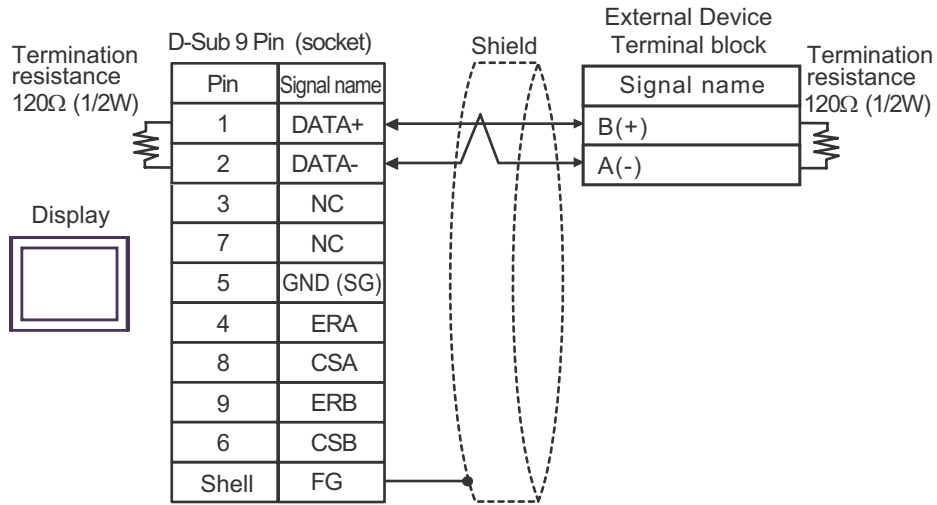 External Device
Terminal block
D-Sub 9 Pin (socket)
Shield
Termination
resistance
120Ω (1/2W)
Termination
resistance
120Ω (1/2W)
Pin Signal name
Signal name
1 DATA+
B(+)
2 DATA-
A(-)
3 NC
Display
7 NC
5 GND (SG)
4 ERA
8 CSA
9 ERB
6 CSB
Shell FG